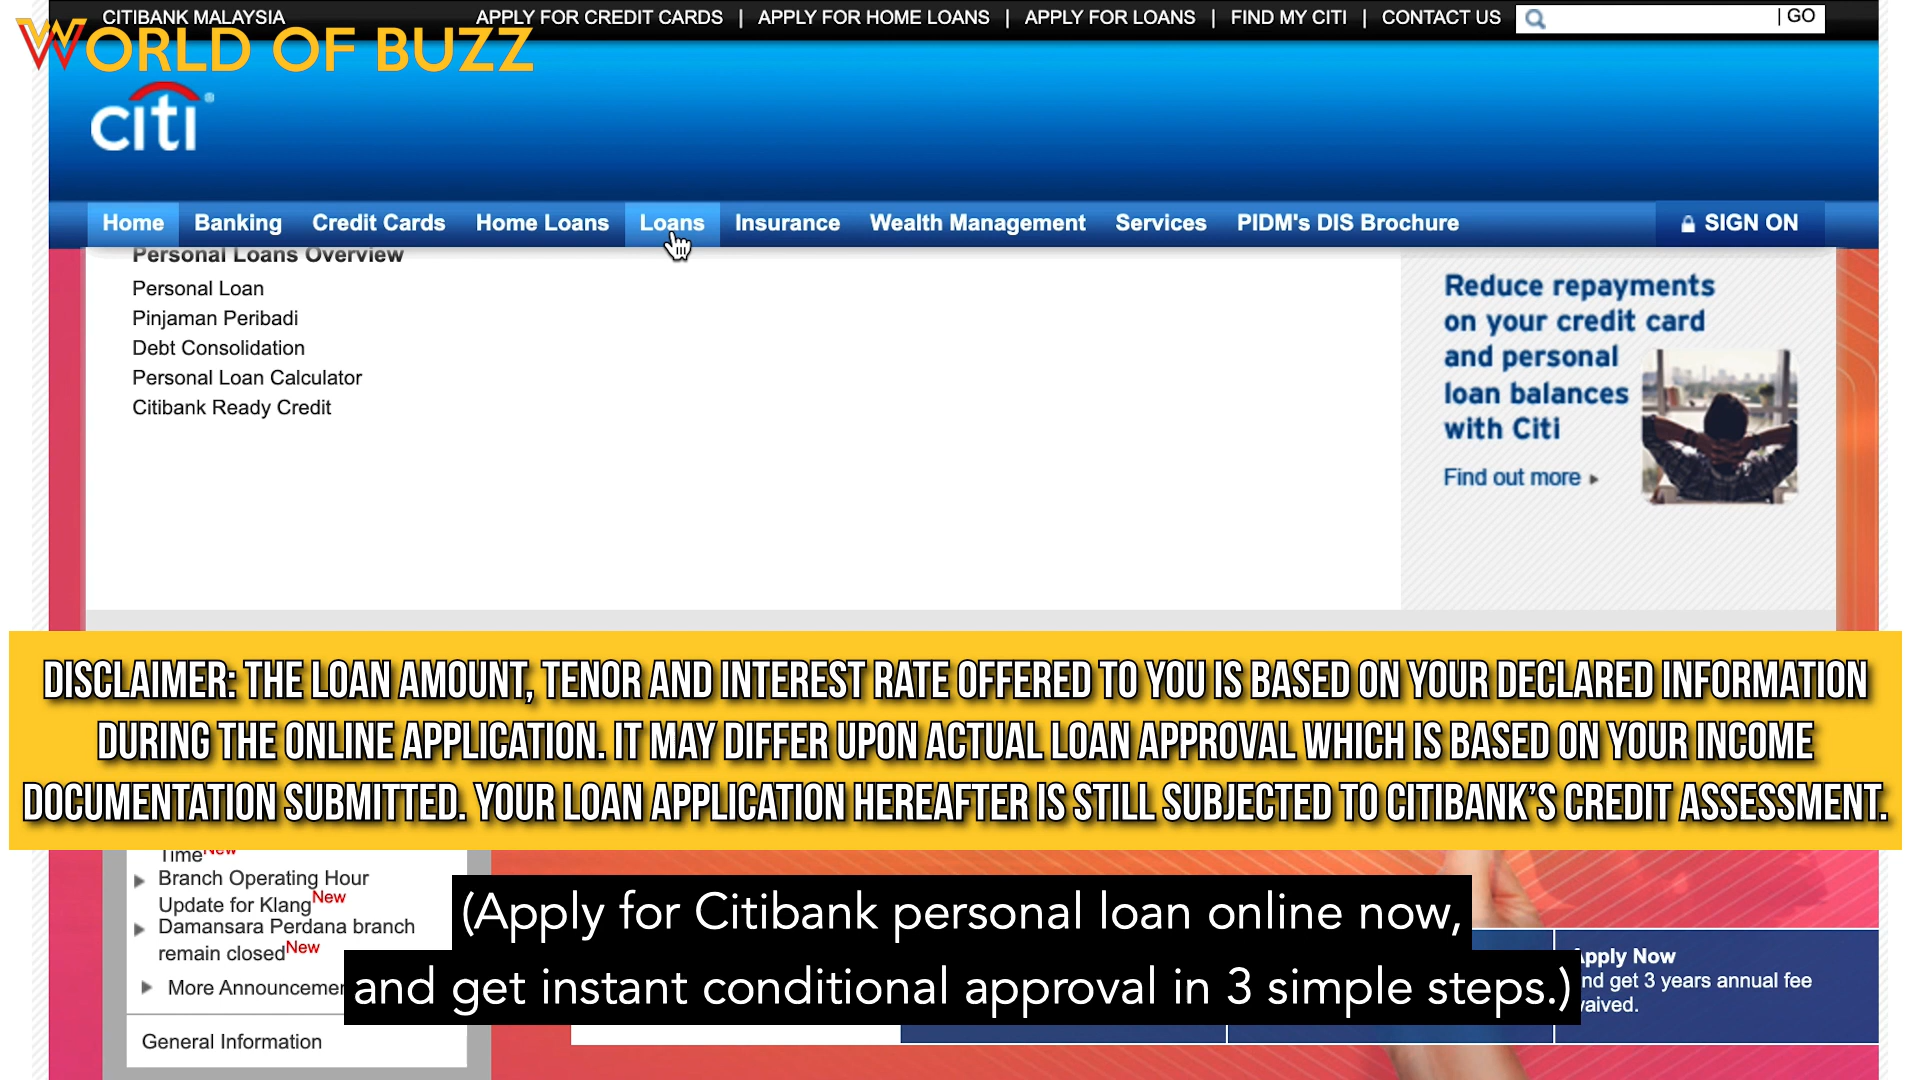 CITIBANK MALAYSIA
APPLY FOR CREDIT CARDS | APPLY FOR HOME LOANS | APPLY FOR LOANS | FIND MY CITI | CONTACT US
| GO
WORLD OF BUZZ
citi®
Home Banking Credit Cards Home Loans Loans Insurance Wealth Management Services PIDM's DIS Brochure SIGN ON
Personal Loans Overview
Personal Loan
Pinjaman Peribadi
Debt Consolidation
Personal Loan Calculator
Citibank Ready Credit
Reduce repayments
on your credit card
and personal
loan balances
with Citi
Find out more
DISCLAIMER: THE LOAN AMOUNT, TENOR AND INTEREST RATE OFFERED TO YOU IS BASED ON YOUR DECLARED INFORMATION
DURING THE ONLINE APPLICATION. IT MAY DIFFER UPON ACTUAL LOAN APPROVAL WHICH IS BASED ON YOUR INCOME
DOCUMENTATION SUBMITTED. YOUR LOAN APPLICATION HEREAFTER IS STILL SUBJECTED TO CITIBANK'S CREDIT ASSESSMENT.
Time New
Branch Operating Hour
Update for Klang New
Damansara Perdana branch
remain closed New
More Announcemen
General Information
(Apply for Citibank personal loan online now,
and get instant conditional approval in 3 simple steps.)
Apply Now
and get 3 years annual fee
waived.